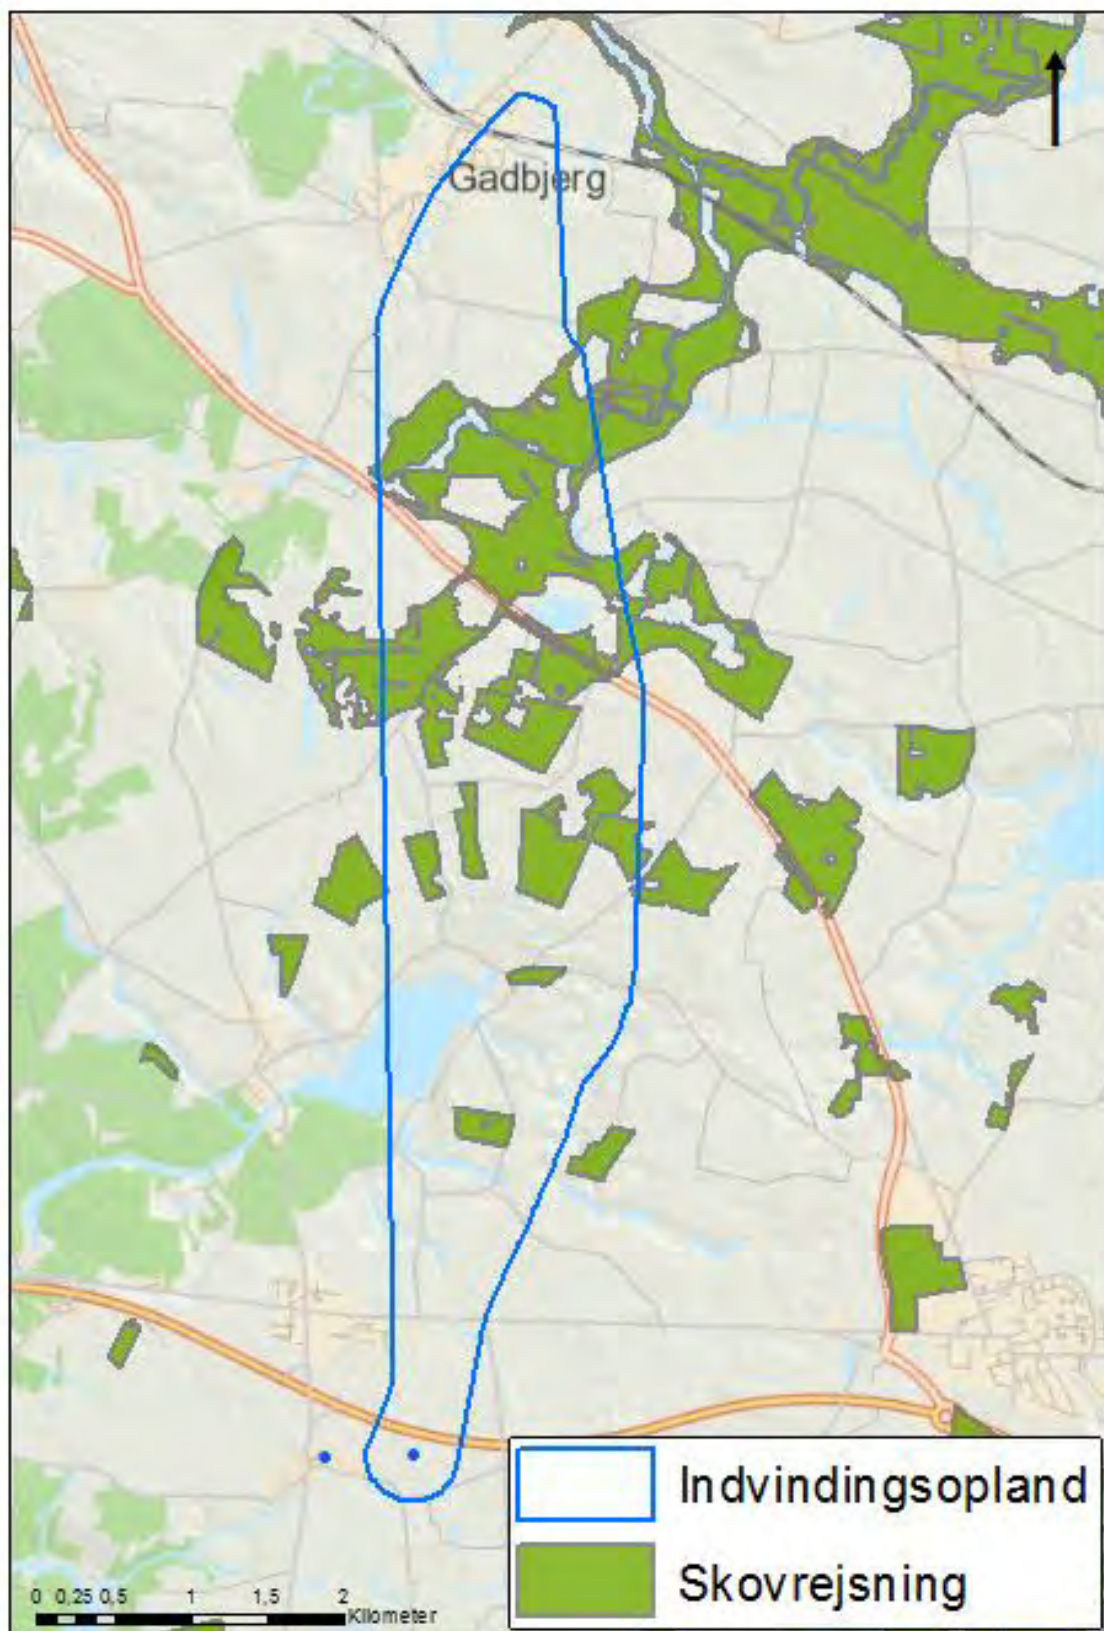 Gadbjerg
Indvindingsopland
Skovrejsning
0 0,25 0,5 1 1,5 2
Kilometer